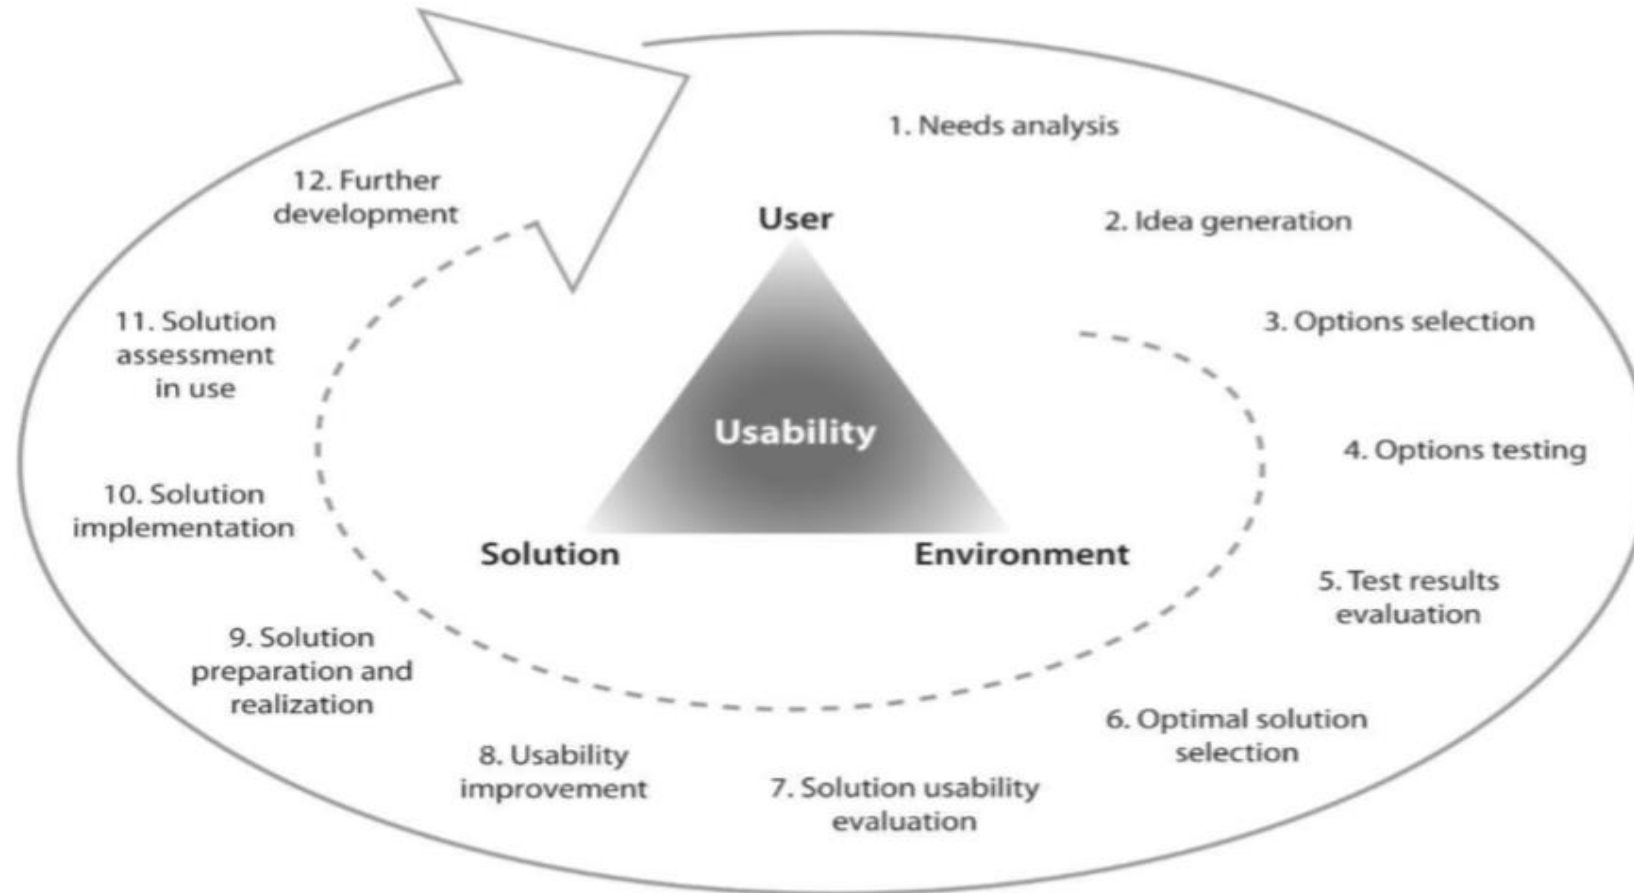 1. Needs analysis
2. Idea generation
3. Options selection
4. Options testing
5. Test results
evaluation
6. Optimal solution
selection
7. Solution usability
evaluation
8. Usability
improvement
9. Solution
preparation and
realization
10. Solution
implementation
11. Solution
assessment
in use
12. Further
development
User
Usability
Solution
Environment